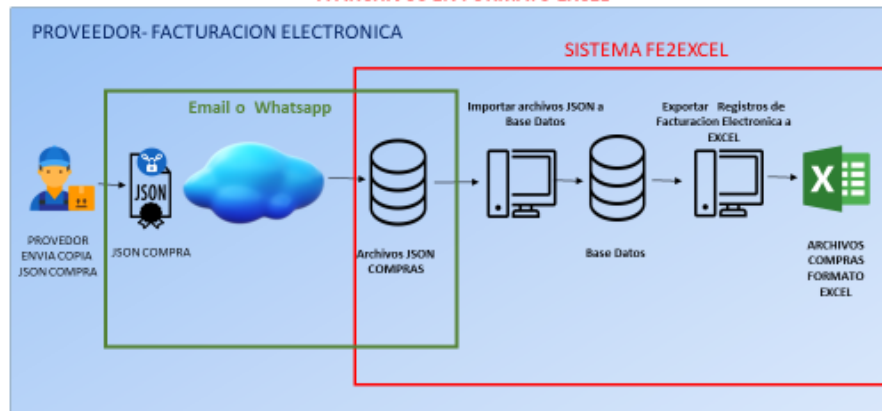 PROVEEDOR- FACTURACION ELECTRONICA
SISTEMA FE2EXCEL
Email o Whatsapp
Importar archivos JSON a
Base Datos
Exportar Registros de
Facturacion Electronica a
EXCEL
JSON
X
PROVEDOR
ENVIA COPIA
JSON COMPRA
JSON COMPRA
Archivos JSON
COMPRAS
Base Datos
ARCHIVOS
COMPRAS
FORMATO
EXCEL